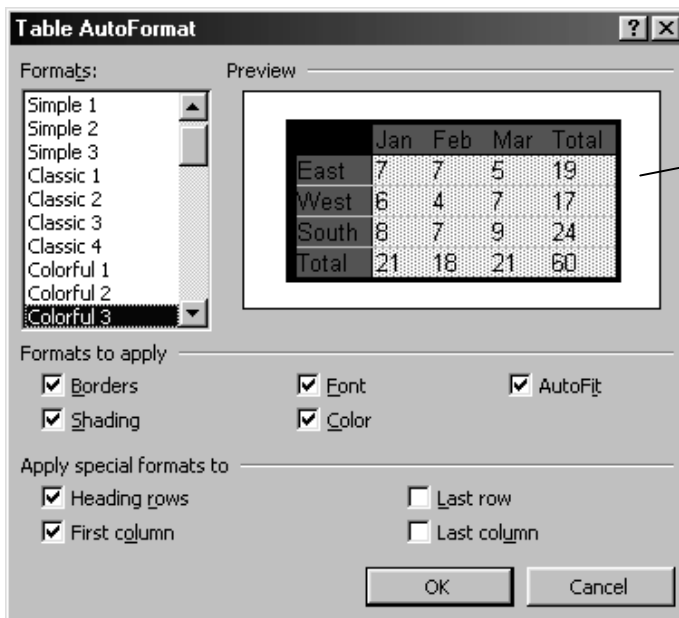 Table AutoFormat
Formats:
Preview
Simple 1
Simple 2
Simple 3
Classic 1
Classic 2
Classic 3
Classic 4
Colorful 1
Colorful 2
Colorful 3
Jan Feb Mar Total
East 7 7 5 19
West 6 4 7 17
South 8 7 9 24
Total 21 18 21 60
Formats to apply
Borders Font AutoFit
Shading Color
Apply special formats to
Heading rows Last row
First column Last column
OK Cancel